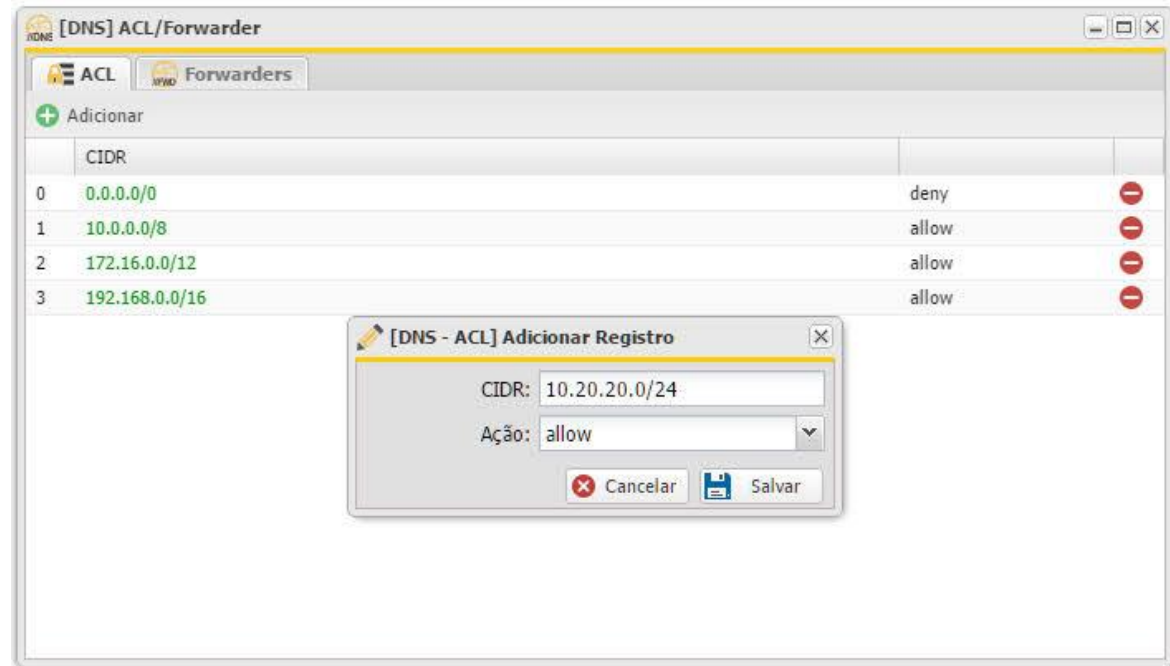 [DNS] ACL/Forwarder
ACL Forwarders
Adicionar
CIDR
0 0.0.0.0/0 deny
1 10.0.0.0/8 allow
2 172.16.0.0/12 allow
3 192.168.0.0/16 allow
[DNS - ACL] Adicionar Registro
CIDR: 10.20.20.0/24
Ação: allow
Cancelar Salvar